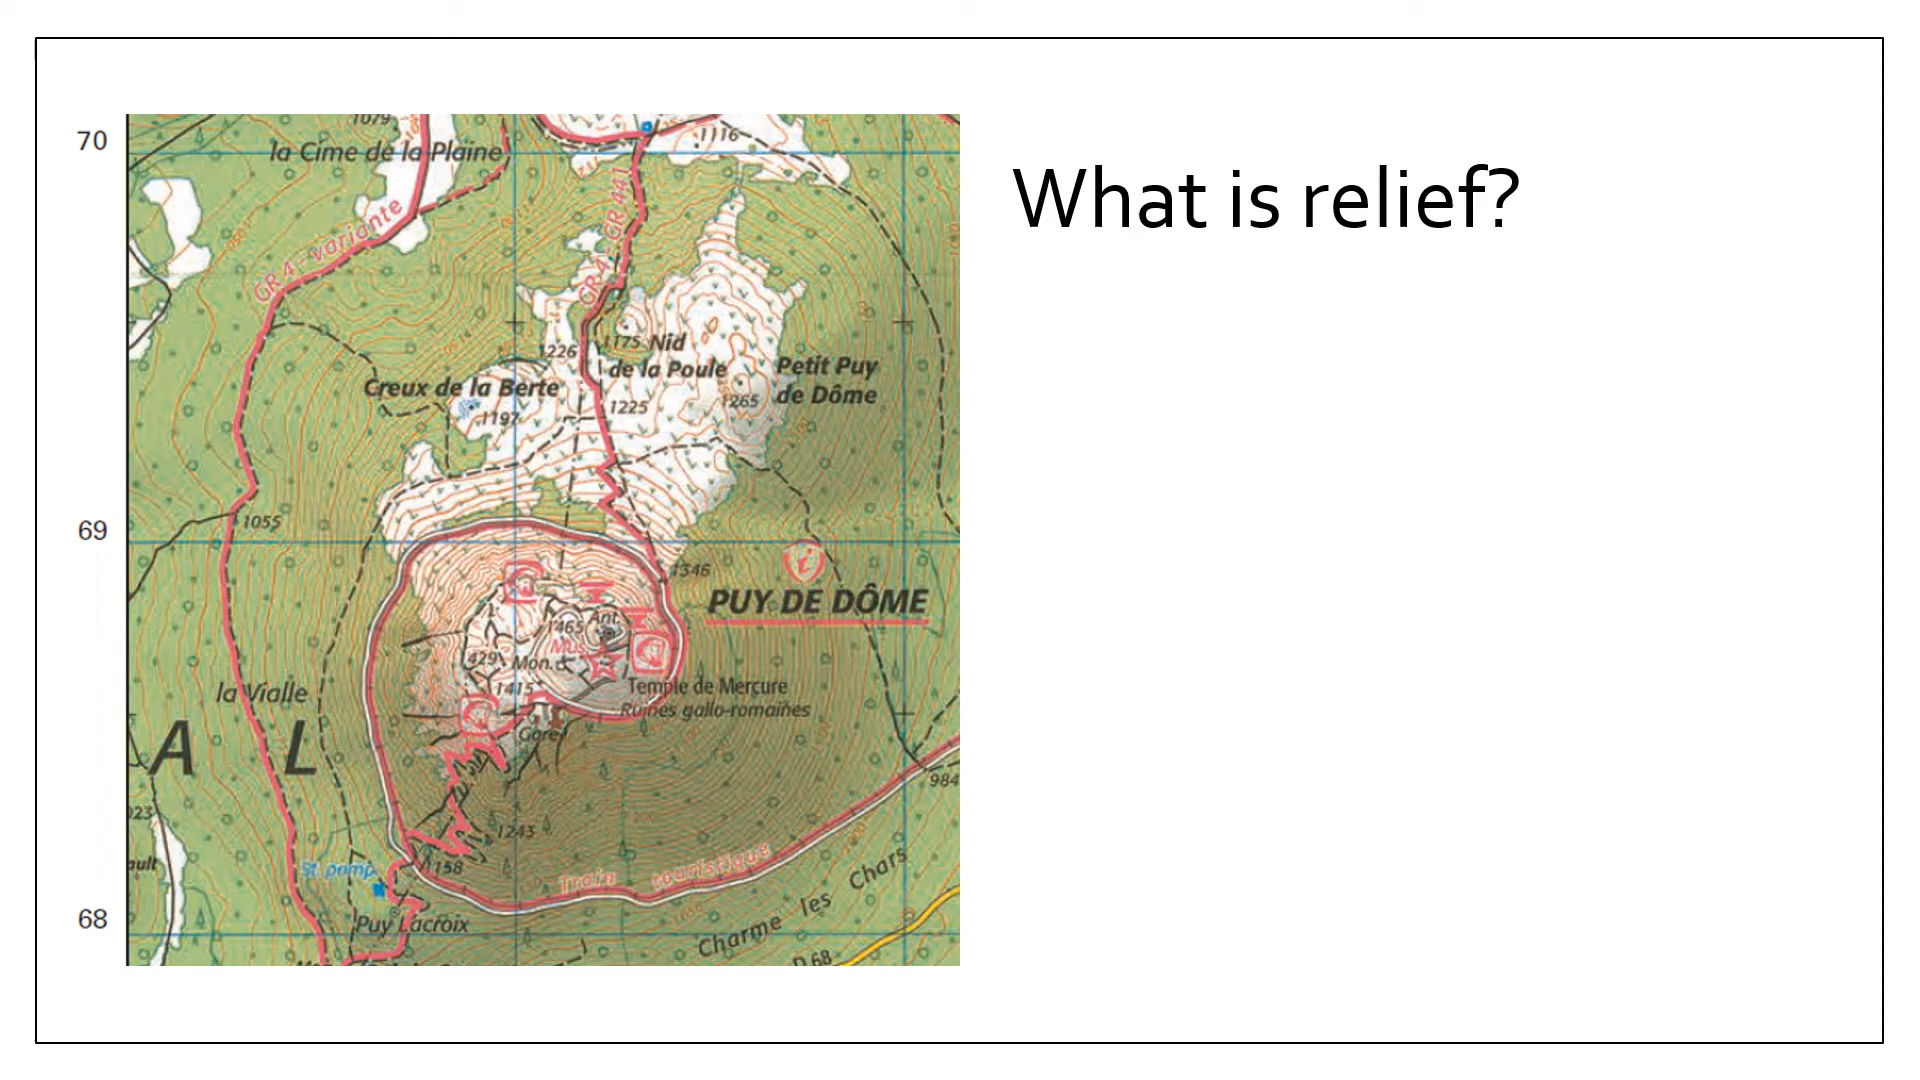 70
1079
1116
la Cime de la Plaine
GR 4 - variante
GR 4 - GR 441
1226
1175 Nid
de la Poule
Petit Puy
de Dôme
Creux de la Berte
1197
1225
1265
69
1055
1346
PUY DE DÔME
1465
Ant.
Mus.
429
Mon.
1415
Temple de Mercure
Ruines gallo-romaines
la Vialle
Gare
A L
984
23
1243
ault
St. pomp.
1158
Train touristique
Charme les Chars
68
Puy Lacroix
D 68
What is relief?